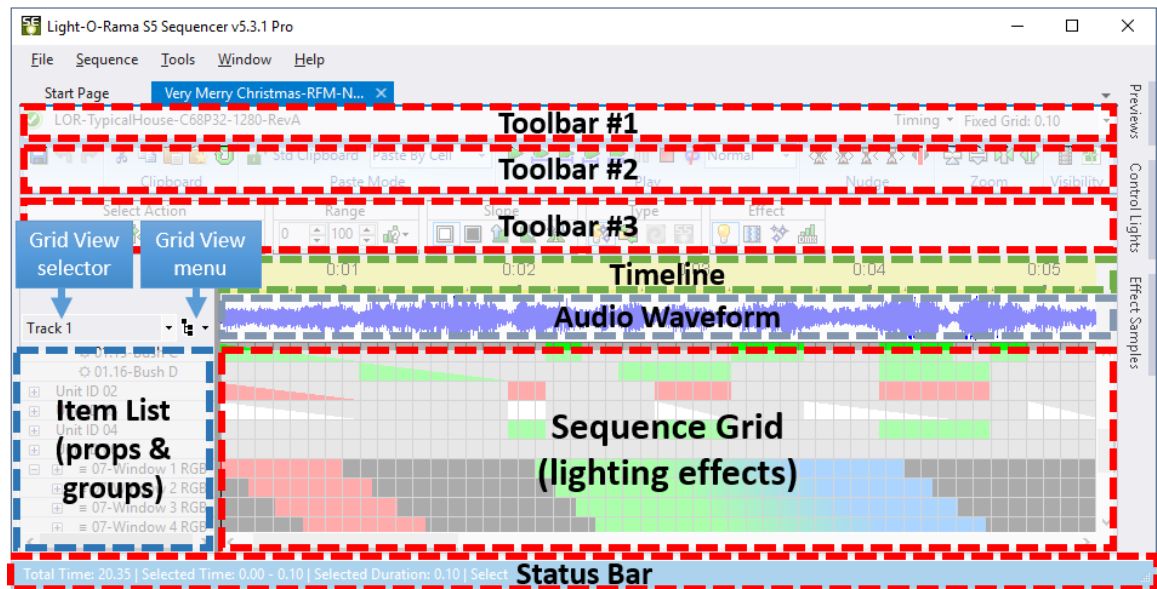 SE Light-O-Rama S5 Sequencer v5.3.1 Pro
File Sequence Tools Window Help
Start Page Very Merry Christmas-RFM-N...
LOR-TypicalHouse-C68P32-1280-RevA Toolbar #1 Timing Fixed Grid: 0.10
Std Clipboard Paste By Cell Toolbar #2 Normal
Clipboard Paste Mode Play Nudge Zoom Visibility
Select Action Range Slope Type Effect
0 100 Toolbar #3
Grid View selector
Grid View menu
0:01 0:02 Timeline 0:04 0:05
Audio Waveform
Track 1
01.15-Bush C
01.16-Bush D
Unit ID 02
Unit ID 04
07-Window 1 RGB
2 RGB
07-Window 3 RGB
07-Window 4 RGB
Item List
(props &
groups)
Sequence Grid
(lighting effects)
Total Time: 20.35 | Selected Time: 0.00 - 0.10 | Selected Duration: 0.10 | Select
Status Bar
Previews
Control Lights
Effect Samples